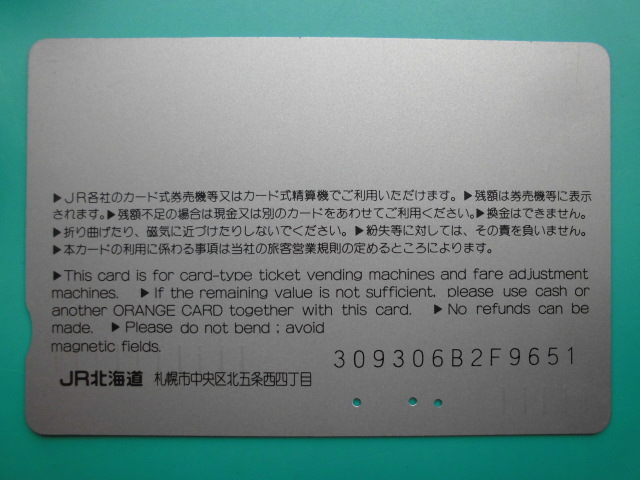 ▶JR各社のカード式券売機等又はカード式精算機でご利用いただけます。▶残額は券売機等に表示
されます。▶残額不足の場合は現金又は別のカードをあわせてご利用ください。▶換金はできません。
▶折り曲げたり、磁気に近づけたりしないでください。▶紛失等に対しては、その責を負いません。
▶本カードの利用に係わる事項は当社の旅客営業規則の定めるところによります。
▶This card is for card-type ticket vending machines and fare adjustment
machines. ▶If the remaining value is not sufficient, please use cash or
another ORANGE CARD together with this card. ▶No refunds can be
made. ▶Please do not bend; avoid
magnetic fields.
309306B2F9651
JR北海道 札幌市中央区北五条西四丁目